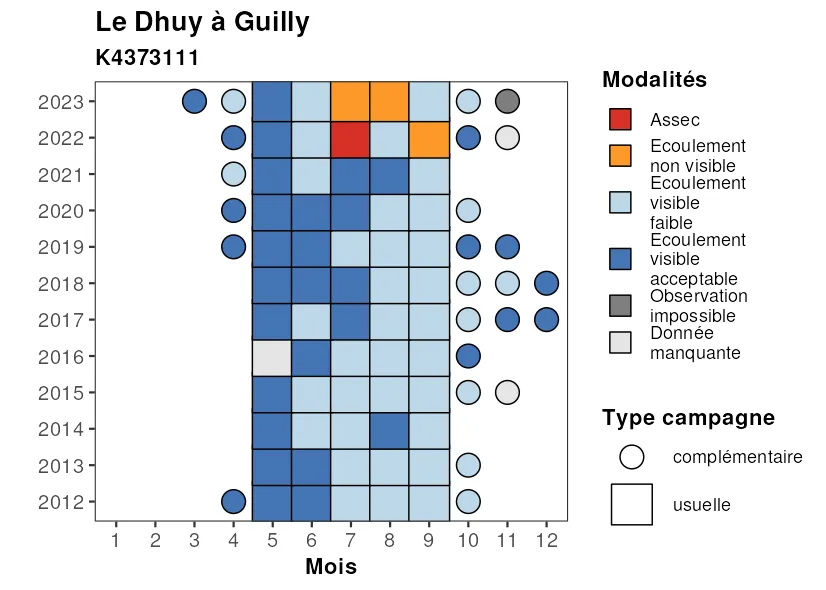 Le Dhuy à Guilly
K4373111
2023
2022
2021
2020
2019
2018
2017
2016
2015
2014
2013
2012
1 2 3 4 5 6 7 8 9 10 11 12
Mois
Modalités
Assec
Ecoulement
non visible
Ecoulement
visible
faible
Ecoulement
visible
acceptable
Observation
impossible
Donnée
manquante
Type campagne
complémentaire
usuelle